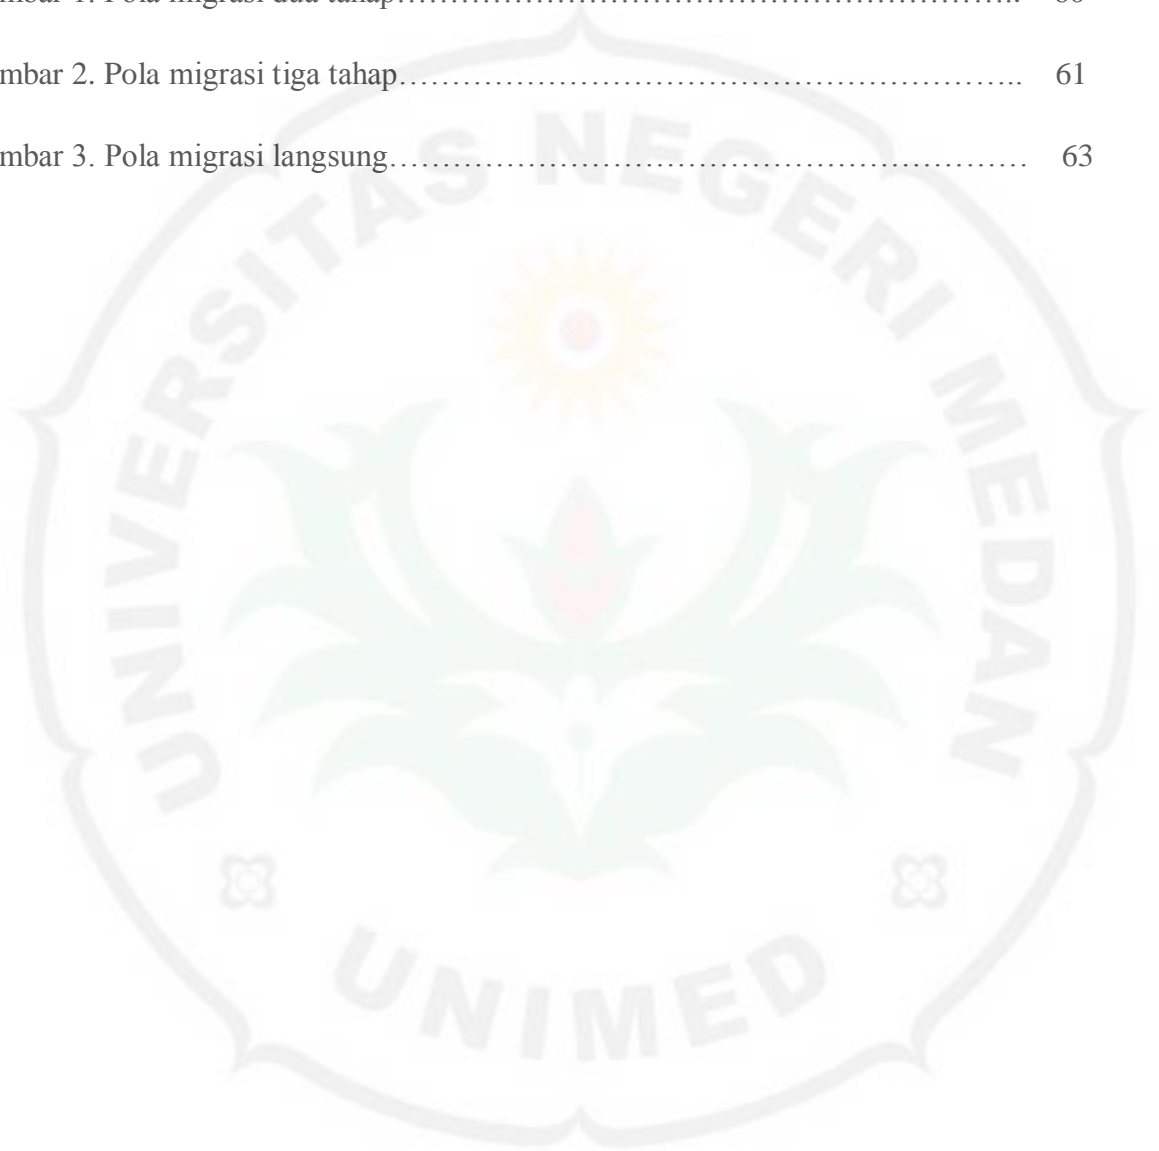 mbar 1. Pola migrasi dua tahap…………………………………………………..
mbar 2. Pola migrasi tiga tahap………………………………………………….. 61
mbar 3. Pola migrasi langsung…………………………………………………… 63
UNIVERSITAS NEGERI MEDAN
UNIMED